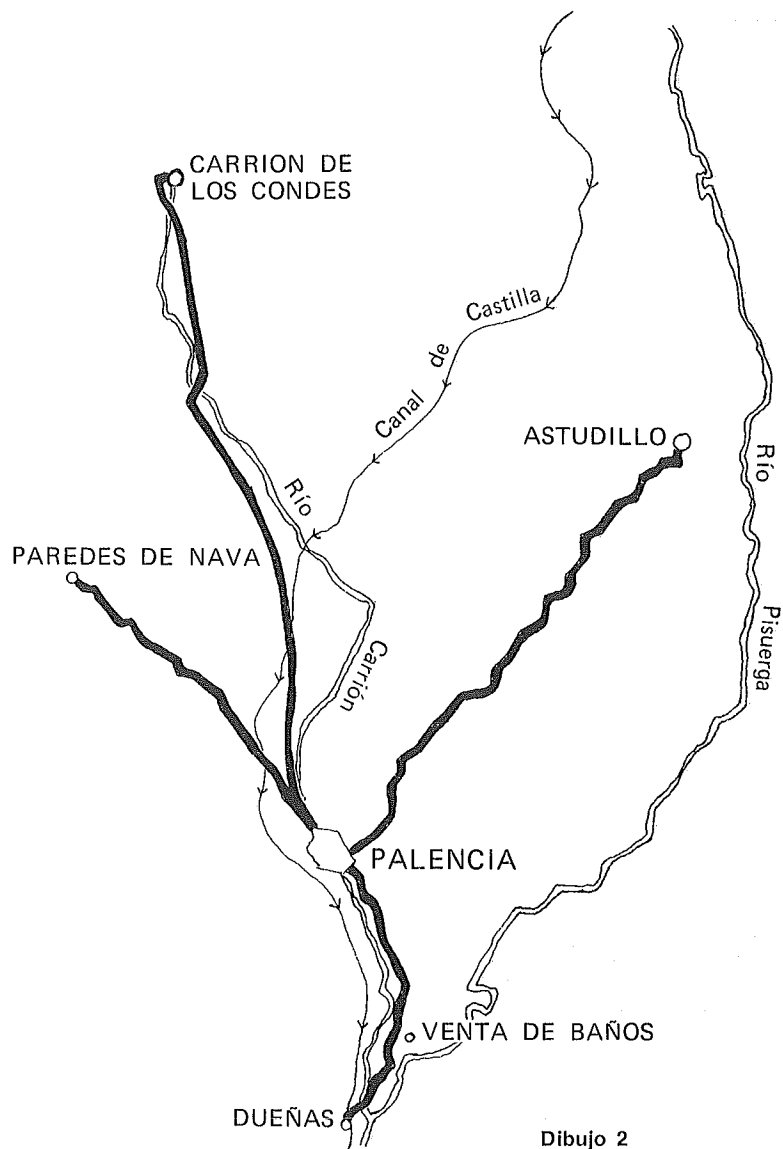 CARRION DE
LOS CONDES
Canal de Castilla
ASTUDILLO
Río
Río
PAREDES DE NAVA
Pisuerga
Carrión
PALENCIA
VENTA DE BAÑOS
DUEÑAS
Dibujo 2